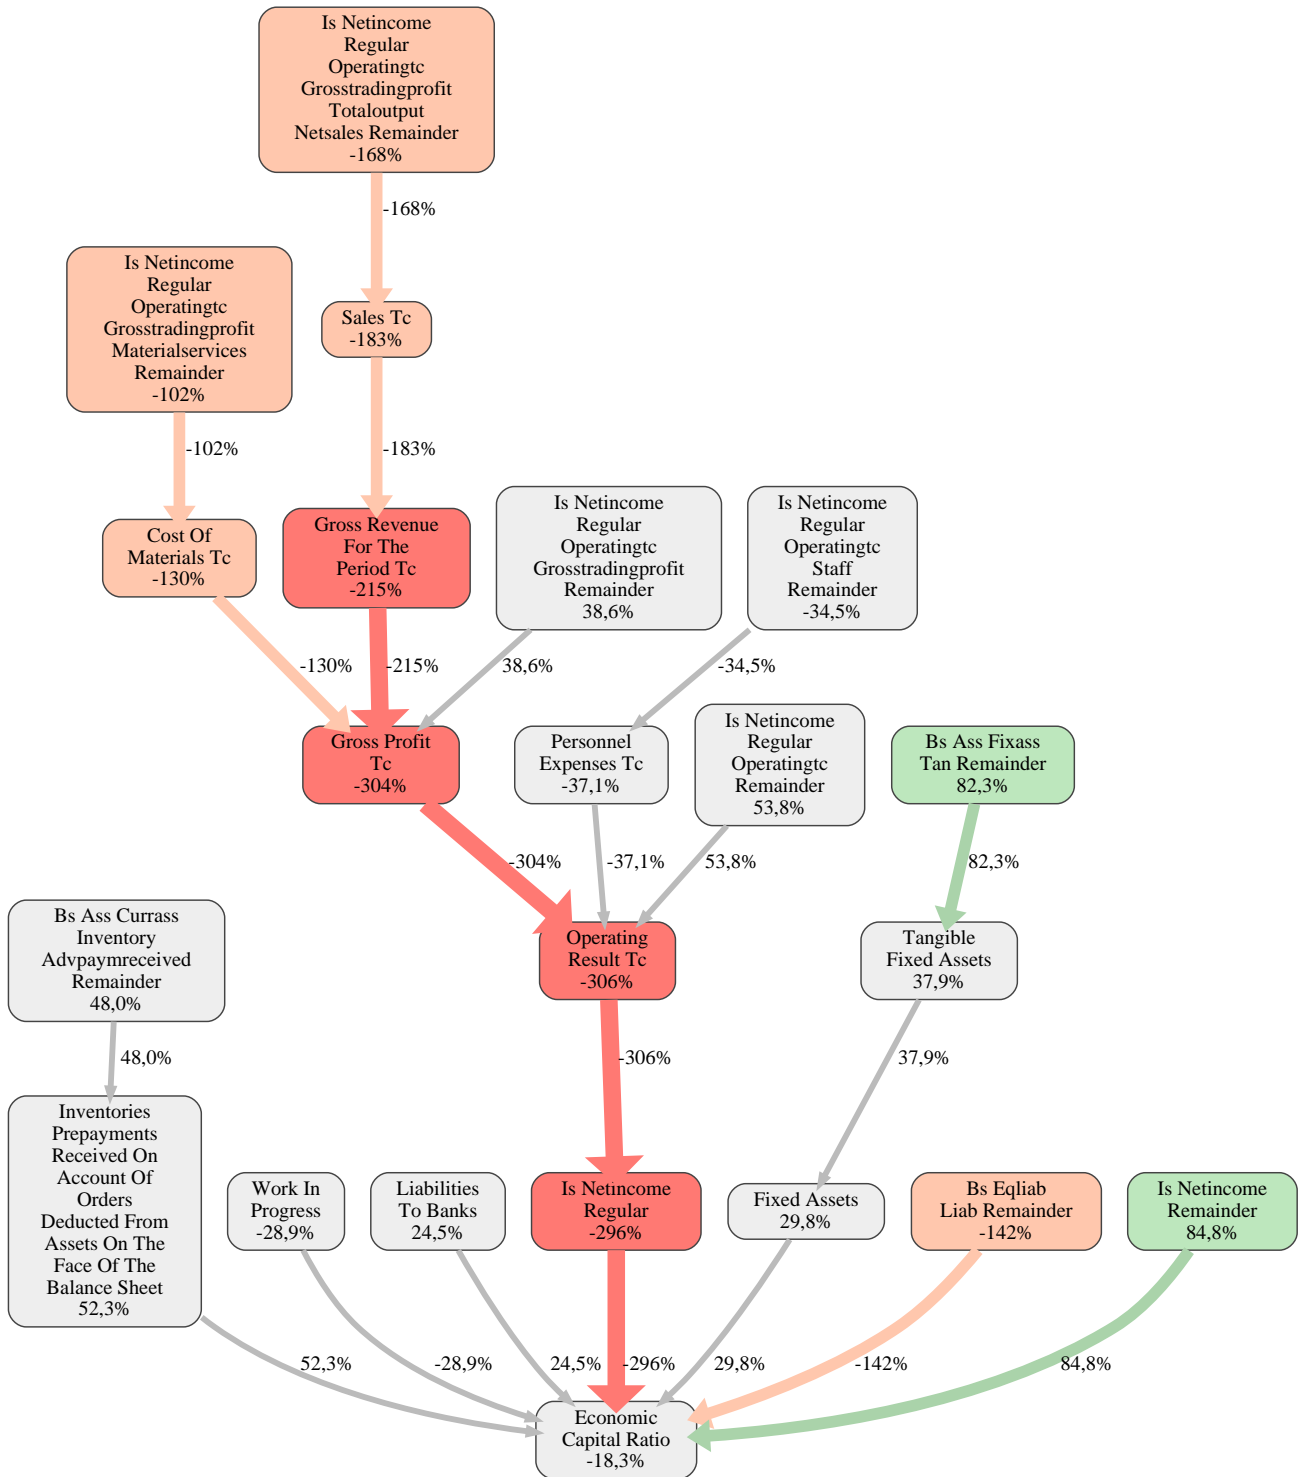 Is Netincome
Regular
Operatingtc
Grosstradingprofit
Totaloutput
Netsales Remainder
-168%
-168%
Is Netincome
Regular
Operatingtc
Grosstradingprofit
Materialservices
Remainder
-102%
Sales Tc
-183%
-102%
-183%
Cost Of
Materials Tc
-130%
Gross Revenue
For The
Period Tc
-215%
Is Netincome
Regular
Operatingtc
Grosstradingprofit
Remainder
38,6%
Is Netincome
Regular
Operatingtc
Staff
Remainder
-34,5%
-130%
-215%
38,6%
-34,5%
Gross Profit
Tc
-304%
Personnel
Expenses Tc
-37,1%
Is Netincome
Regular
Operatingtc
Remainder
53,8%
Bs Ass Fixass
Tan Remainder
82,3%
-304%
-37,1%
53,8%
82,3%
Bs Ass Currass
Inventory
Advpaymreceived
Remainder
48,0%
Operating
Result Tc
-306%
Tangible
Fixed Assets
37,9%
48,0%
-306%
37,9%
Inventories
Prepayments
Received On
Account Of
Orders
Deducted From
Assets On The
Face Of The
Balance Sheet
52,3%
Work In
Progress
-28,9%
Liabilities
To Banks
24,5%
Is Netincome
Regular
-296%
Fixed Assets
29,8%
Bs Eqliab
Liab Remainder
-142%
Is Netincome
Remainder
84,8%
52,3%
-28,9%
24,5%
-296%
29,8%
-142%
84,8%
Economic
Capital Ratio
-18,3%